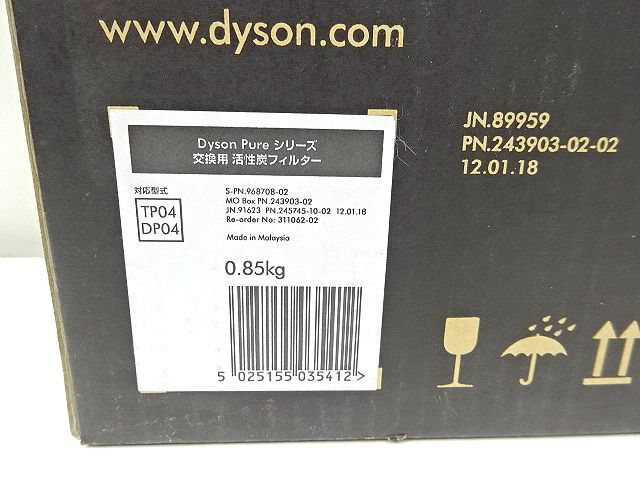 www.dyson.com
JN.89959
PN.243903-02-02
12.01.18
Dyson Pure シリーズ
交換用 活性炭フィルター
対応型式
TP04
DP04
S-PN.968708-02
MO Box PN.243903-02
JN.91623 PN.245745-10-02 12.01.18
Re-order No: 311062-02
Made in Malaysia
0.85kg
5 025155 035412>